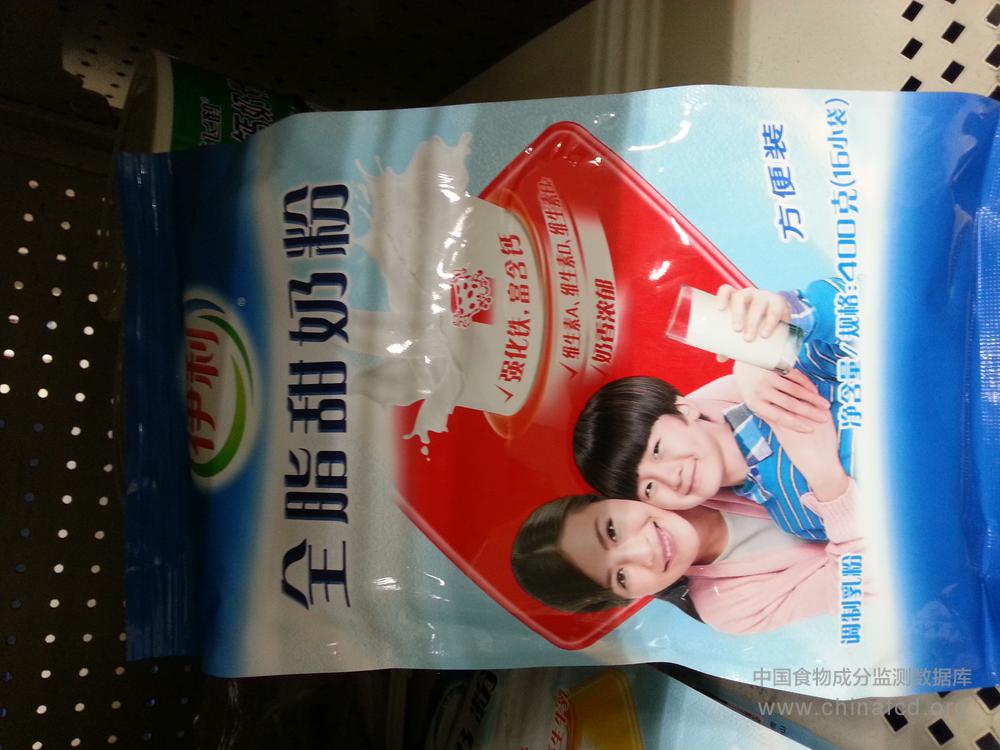 伊利
®
全脂甜奶粉
✓强化铁,富含钙
✓维生素A、维生素D、维生素E
✓奶香浓郁
方便装
调制乳粉
净含量/规格:400克(16小袋)
中国食物成分监测数据库
www.chinafcd.org